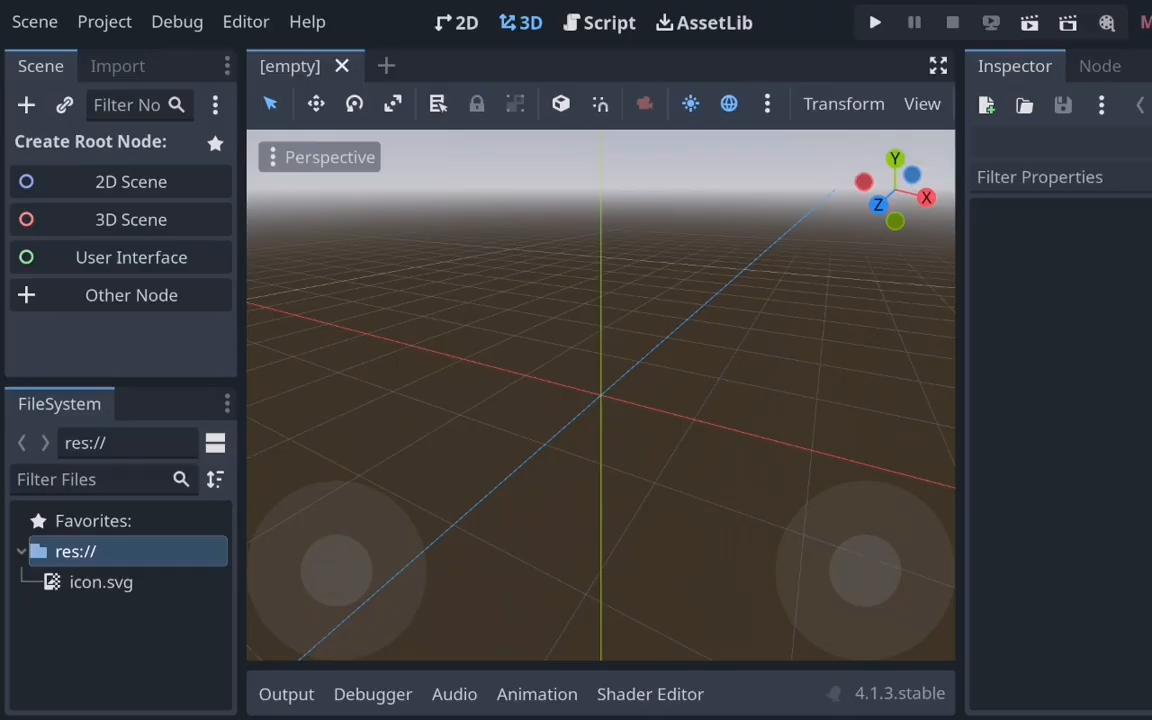 Scene Project Debug Editor Help 2D 3D Script AssetLib
Scene Import [empty] Inspector Node
Filter No Transform View
Create Root Node:
Perspective Y
Filter Properties
2D Scene
X
Z
3D Scene
User Interface
Other Node
FileSystem
res://
Filter Files
Favorites:
res://
icon.svg
Output Debugger Audio Animation Shader Editor 4.1.3.stable